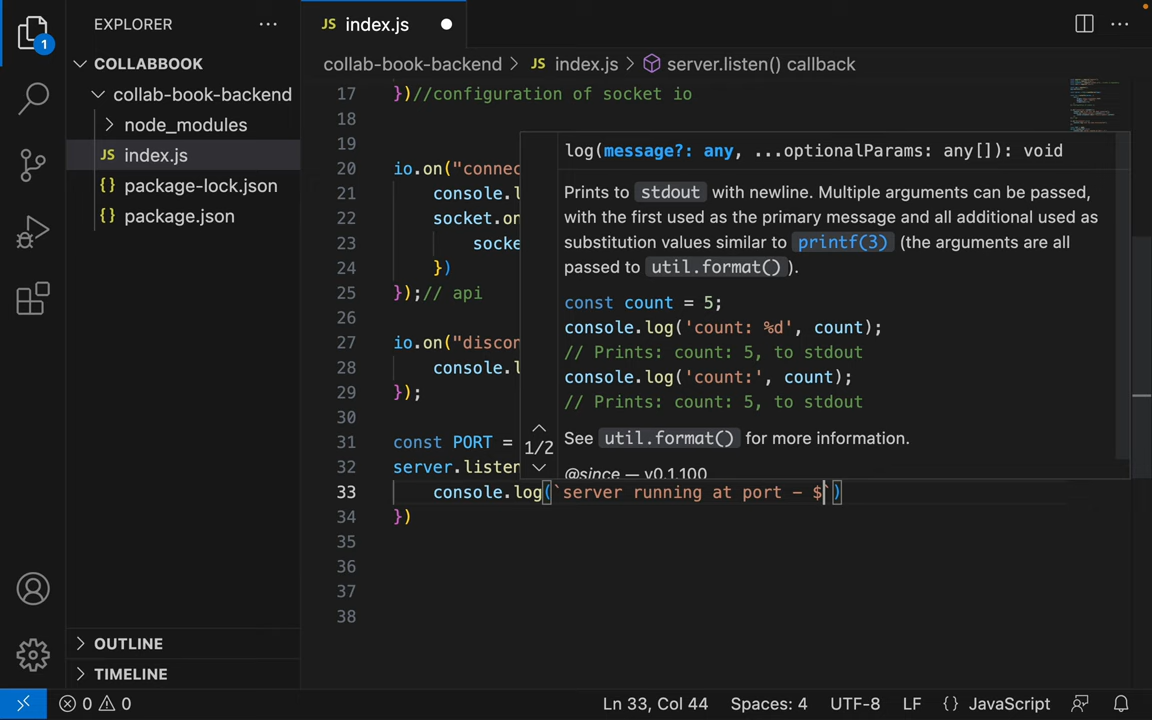 EXPLORER
JS index.js
1
COLLABBOOK
collab-book-backend
node_modules
JS index.js
{} package-lock.json
{} package.json
OUTLINE
TIMELINE
collab-book-backend > JS index.js > server.listen() callback
17 })//configuration of socket io
18
19
20 io.on("connec
21 console.l
22 socket.on
23 socke
24 })
25 });// api
26
27 io.on("discon
28 console.l
29 });
30
31 const PORT =
32 server.listen
33 console.log(`server running at port - $`)
34 })
35
36
37
38
log(message?: any, ...optionalParams: any[]): void
Prints to stdout with newline. Multiple arguments can be passed,
with the first used as the primary message and all additional used as
substitution values similar to printf(3) (the arguments are all
passed to util.format() ).
const count = 5;
console.log('count: %d', count);
// Prints: count: 5, to stdout
console.log('count:', count);
// Prints: count: 5, to stdout
1/2
See util.format() for more information.
@since — v0.1.100
0 0
Ln 33, Col 44 Spaces: 4 UTF-8 LF {} JavaScript